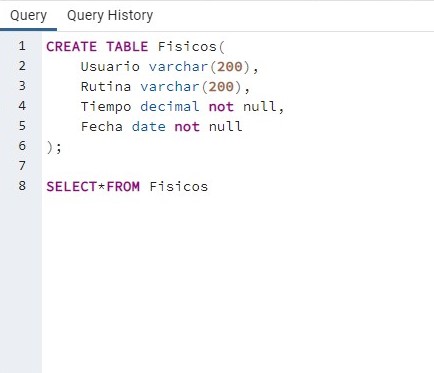 Query Query History
1 CREATE TABLE Fisicos(
2 Usuario varchar(200),
3 Rutina varchar(200),
4 Tiempo decimal not null,
5 Fecha date not null
6 );
7
8 SELECT*FROM Fisicos